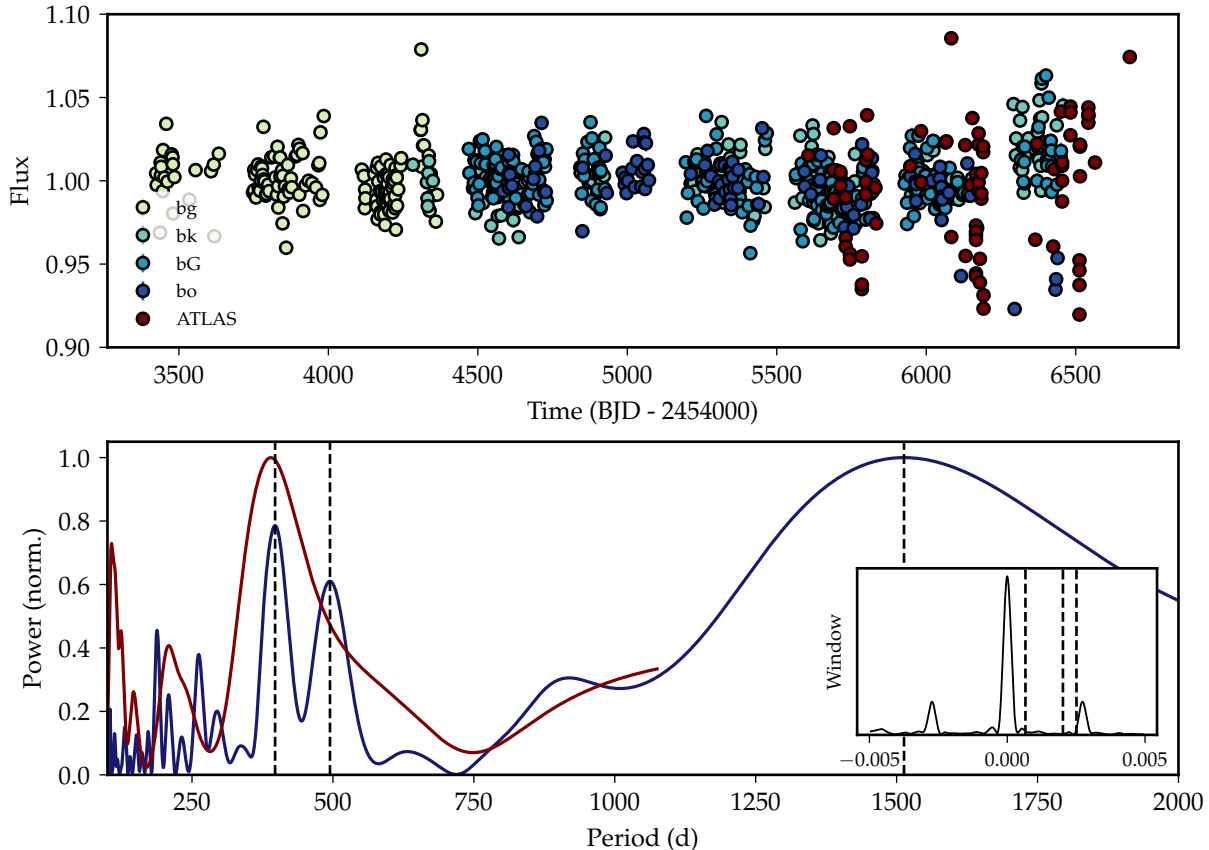 1.10
1.05
1.00
0.95
0.90
Flux
bg
bk
bG
bo
ATLAS
3500 4000 4500 5000 5500 6000 6500
Time (BJD - 2454000)
1.0
0.8
0.6
0.4
0.2
0.0
Power (norm.)
Window
−0.005 0.000 0.005
250 500 750 1000 1250 1500 1750 2000
Period (d)